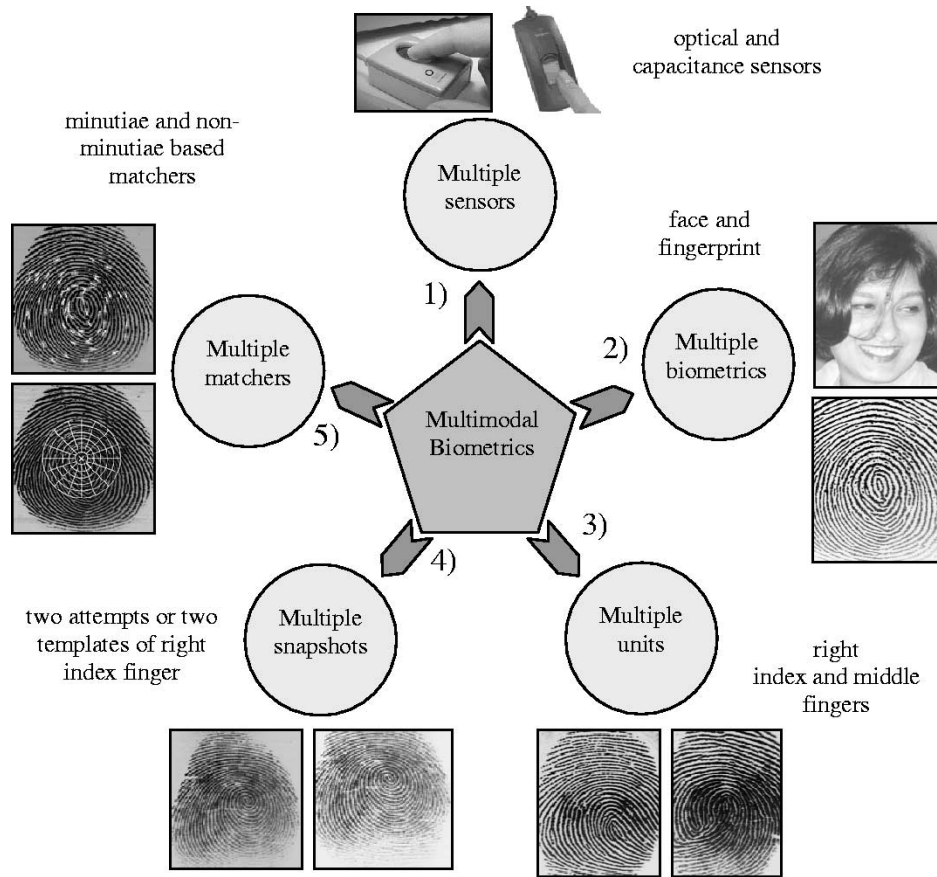 optical and
capacitance sensors
Multiple
sensors
1)
face and
fingerprint
2)
Multiple
biometrics
Multimodal
Biometrics
3)
Multiple
units
right
index and middle
fingers
4)
Multiple
snapshots
two attempts or two
templates of right
index finger
5)
Multiple
matchers
minutiae and non-
minutiae based
matchers